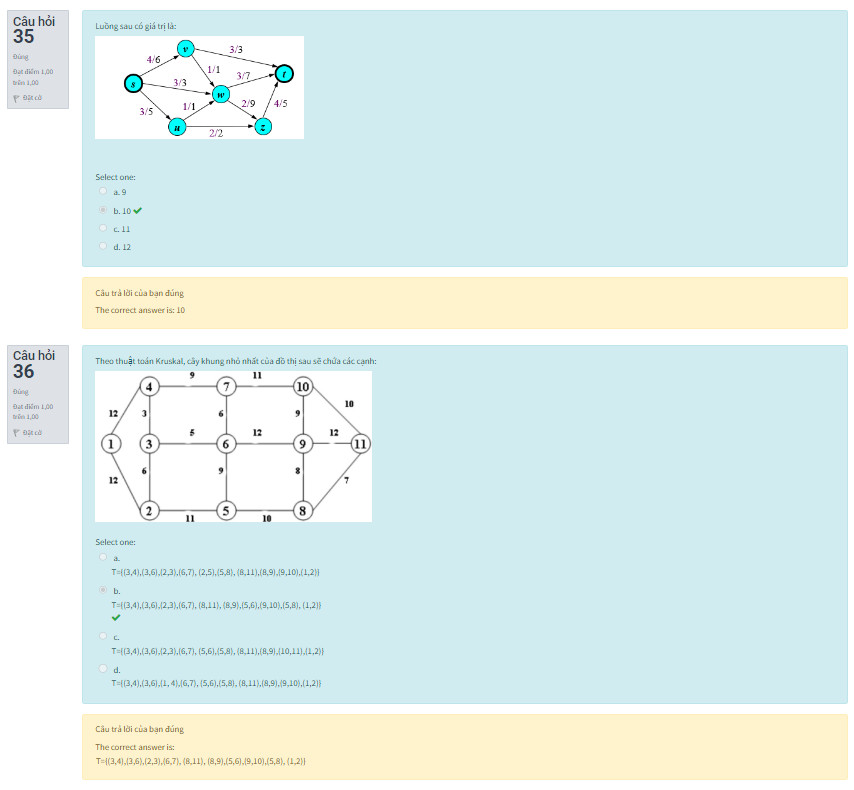 Câu hỏi
35
Đúng
Đạt điểm 1,00
trên 1,00
Đặt cờ
Luồng sau có giá trị là:
3/3
v
4/6
1/1
3/7
t
s
3/3
w
1/1
2/9
4/5
3/5
u
z
2/2
Select one:
a. 9
b. 10
c. 11
d. 12
Câu trả lời của bạn đúng
The correct answer is: 10
Câu hỏi
36
Đúng
Đạt điểm 1,00
trên 1,00
Đặt cờ
Theo thuật toán Kruskal, cây khung nhỏ nhất của đồ thị sau sẽ chứa các cạnh:
9 11
4 7 10
10
12 3 6 9
5 12 12
1 3 6 9 11
6 9 8
12 7
2 5 8
11 10
Select one:
a.
T={(3,4),(3,6),(2,3),(6,7), (2,5),(5,8), (8,11),(8,9),(9,10),(1,2)}
b.
T={(3,4),(3,6),(2,3),(6,7), (8,11), (8,9),(5,6),(9,10),(5,8), (1,2)}
c.
T={(3,4),(3,6),(2,3),(6,7), (5,6),(5,8), (8,11),(8,9),(10,11),(1,2)}
d.
T={(3,4),(3,6),(1, 4),(6,7), (5,6),(5,8), (8,11),(8,9),(9,10),(1,2)}
Câu trả lời của bạn đúng
The correct answer is:
T={(3,4),(3,6),(2,3),(6,7), (8,11), (8,9),(5,6),(9,10),(5,8), (1,2)}